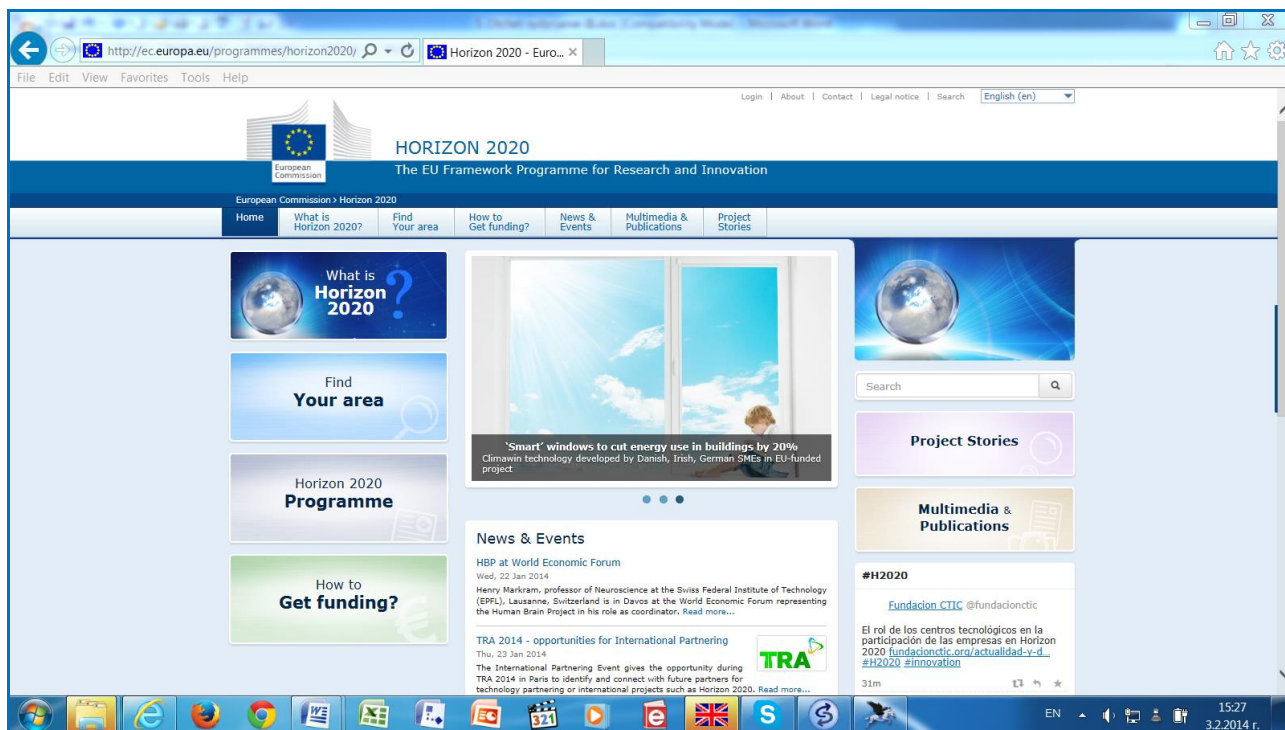 http://ec.europa.eu/programmes/horizon2020/
Horizon 2020 - Euro...
File Edit View Favorites Tools Help
Login | About | Contact | Legal notice | Search English (en)
European
Commission
HORIZON 2020
The EU Framework Programme for Research and Innovation
European Commission > Horizon 2020
Home
What is
Horizon 2020?
Find
Your area
How to
Get funding?
News &
Events
Multimedia &
Publications
Project
Stories
What is
Horizon
2020
?
Find
Your area
Horizon 2020
Programme
How to
Get funding?
'Smart' windows to cut energy use in buildings by 20%
Climawin technology developed by Danish, Irish, German SMEs in EU-funded
project
News & Events
HBP at World Economic Forum
Wed, 22 Jan 2014
Henry Markram, professor of Neuroscience at the Swiss Federal Institute of Technology
(EPFL), Lausanne, Switzerland is in Davos at the World Economic Forum representing
the Human Brain Project in his role as coordinator. Read more...
TRA 2014 - opportunities for International Partnering
Thu, 23 Jan 2014
The International Partnering Event gives the opportunity during
TRA 2014 in Paris to identify and connect with future partners for
technology partnering or international projects such as Horizon 2020. Read more...
TRA
Search
Project Stories
Multimedia &
Publications
#H2020
Fundacion CTIC @fundacionctic
El rol de los centros tecnológicos en la
participación de las empresas en Horizon
2020 fundacionctic.org/actualidad-y-d...
#H2020 #innovation
31m
321
EN
15:27
3.2.2014 г.